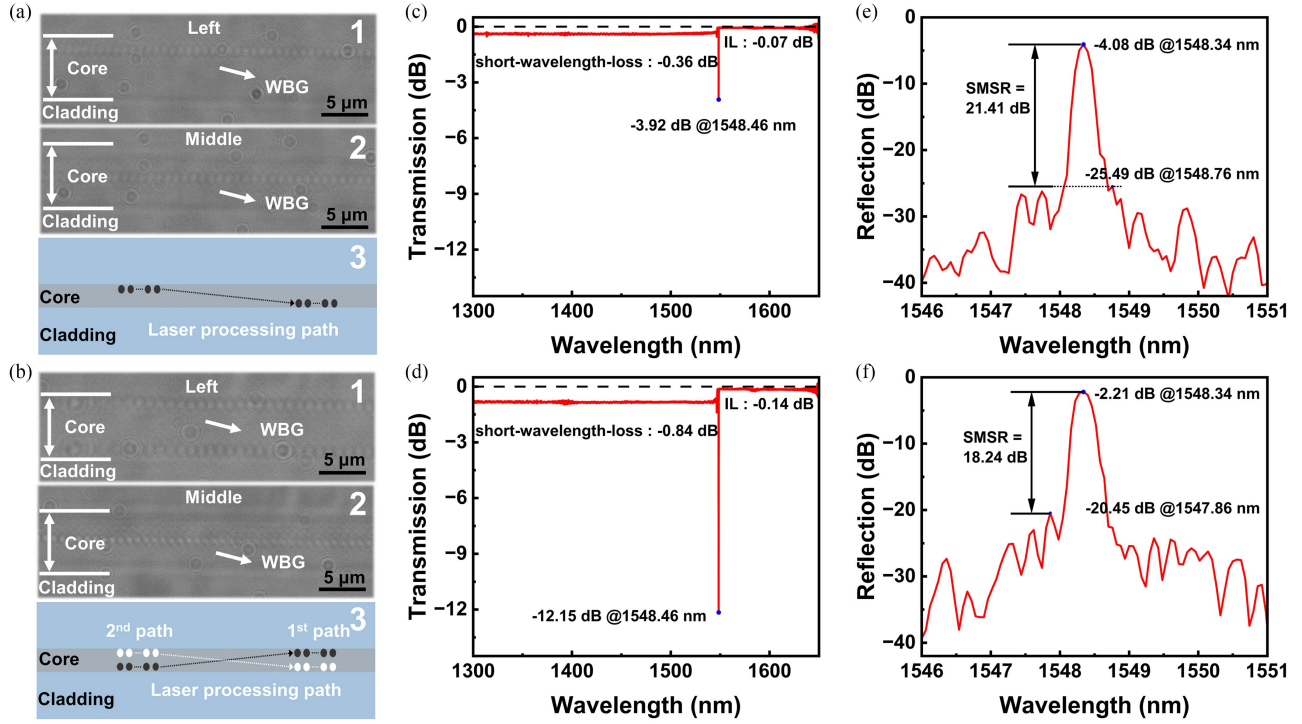 (a)
Left
1
Core
WBG
Cladding
5 µm
Middle
2
Core
WBG
Cladding
5 µm
3
Core
Cladding
Laser processing path
(b)
Left
1
Core
WBG
Cladding
5 µm
Middle
2
Core
WBG
Cladding
5 µm
3
2nd path
1st path
Core
Laser processing path
Cladding
(c)
Transmission (dB)
0
−3
−6
−9
−12
IL : -0.07 dB
short-wavelength-loss : -0.36 dB
-3.92 dB @1548.46 nm
1300 1400 1500 1600
Wavelength (nm)
(d)
Transmission (dB)
0
−3
−6
−9
−12
IL : -0.14 dB
short-wavelength-loss : -0.84 dB
-12.15 dB @1548.46 nm
1300 1400 1500 1600
Wavelength (nm)
(e)
Reflection (dB)
0
−10
−20
−30
−40
-4.08 dB @1548.34 nm
SMSR =
21.41 dB
-25.49 dB @1548.76 nm
1546 1547 1548 1549 1550 1551
Wavelength (nm)
(f)
Reflection (dB)
0
−10
−20
−30
−40
-2.21 dB @1548.34 nm
SMSR =
18.24 dB
-20.45 dB @1547.86 nm
1546 1547 1548 1549 1550 1551
Wavelength (nm)